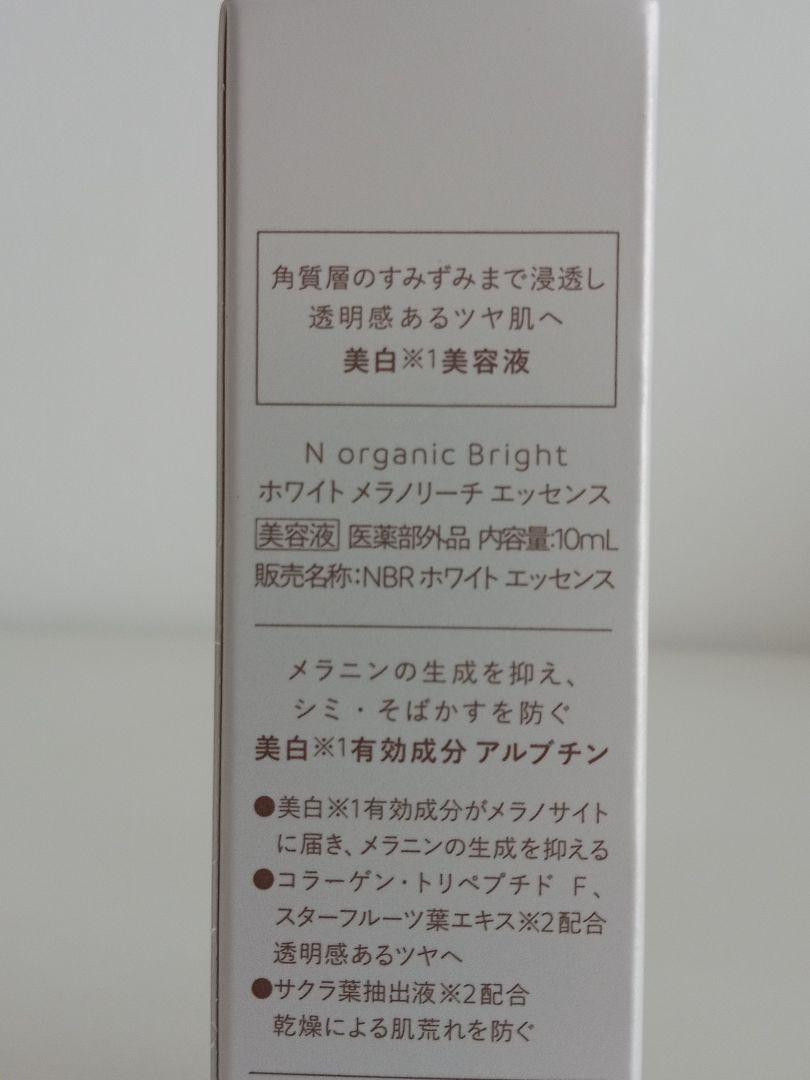 角質層のすみずみまで浸透し
透明感あるツヤ肌へ
美白※1美容液
N organic Bright
ホワイト メラノリーチ エッセンス
美容液 医薬部外品 内容量:10mL
販売名称:NBR ホワイト エッセンス
メラニンの生成を抑え、
シミ・そばかすを防ぐ
美白※1有効成分 アルブチン
●美白※1有効成分がメラノサイト
に届き、メラニンの生成を抑える
●コラーゲン・トリペプチド F、
スターフルーツ葉エキス※2配合
透明感あるツヤへ
●サクラ葉抽出液※2配合
乾燥による肌荒れを防ぐ